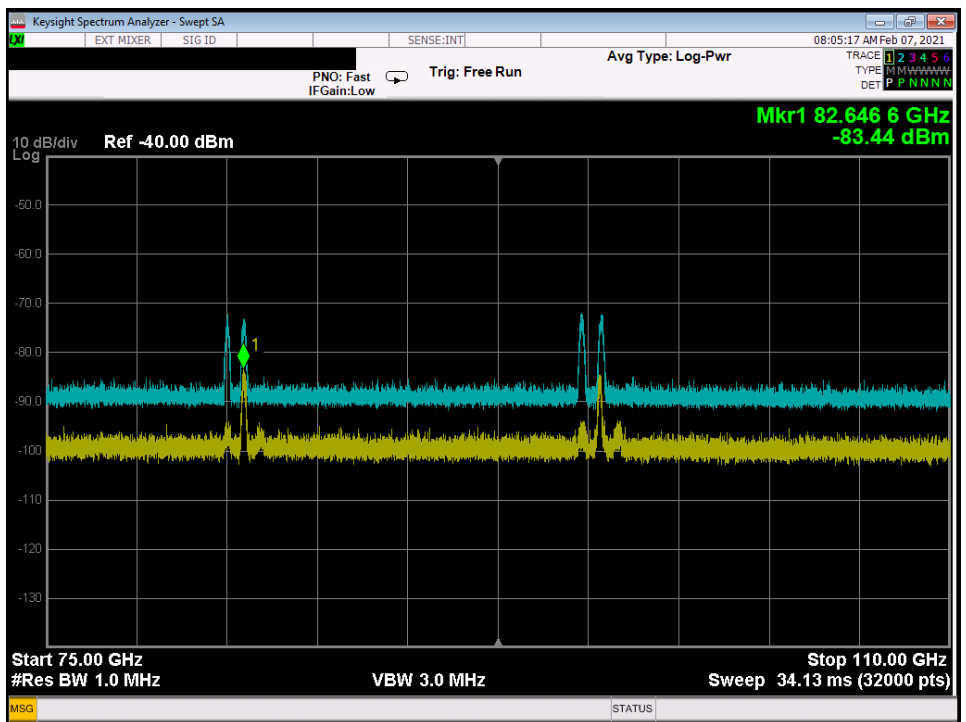 Keysight Spectrum Analyzer - Swept SA
LXI EXT MIXER SIG ID SENSE:INT 08:05:17 AM Feb 07, 2021
PNO: Fast Trig: Free Run Avg Type: Log-Pwr TRACE 1 2 3 4 5 6
IFGain:Low TYPE M M W W W W
DET P P N N N N
Mkr1 82.646 6 GHz
10 dB/div Ref -40.00 dBm -83.44 dBm
Log
-50.0
-60.0
-70.0
-80.0
1
-90.0
-100
-110
-120
-130
Start 75.00 GHz Stop 110.00 GHz
#Res BW 1.0 MHz VBW 3.0 MHz Sweep 34.13 ms (32000 pts)
MSG STATUS